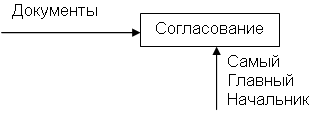 Документы
Согласование
Самый
Главный
Начальник